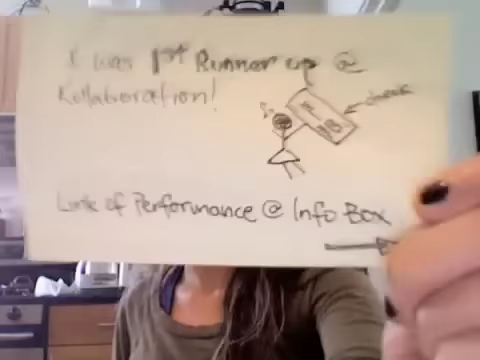 I was 1st Runner up @
Kollaboration!
check
Link of Performance @ Info Box